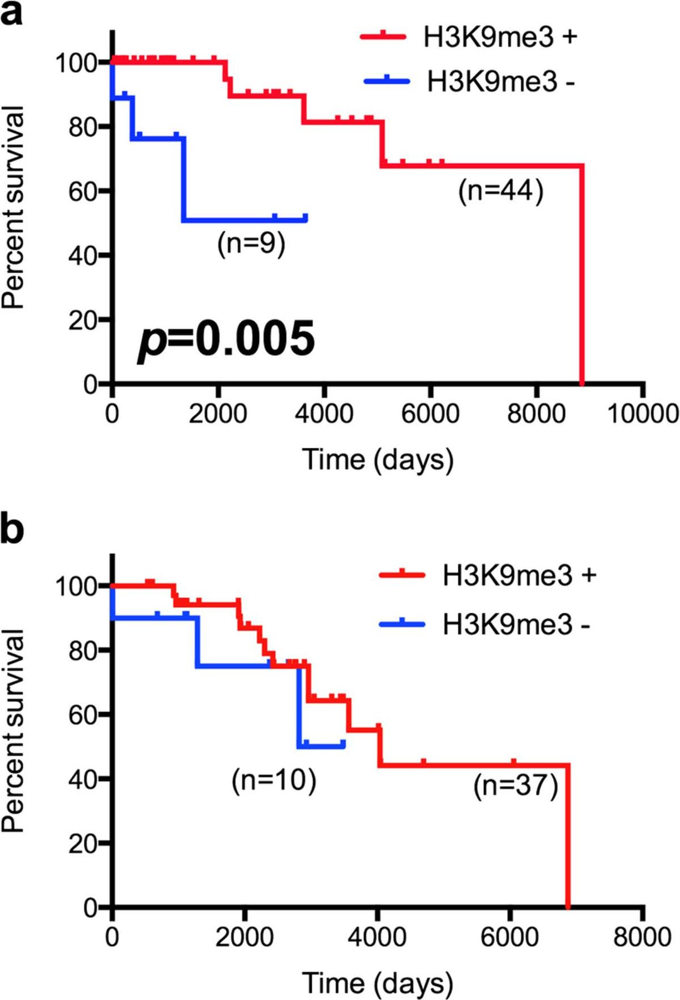 a
H3K9me3 +
H3K9me3 -
Percent survival
100
80
60
40
20
0
(n=44)
(n=9)
p=0.005
0 2000 4000 6000 8000 10000
Time (days)
b
H3K9me3 +
H3K9me3 -
Percent survival
100
80
60
40
20
0
(n=10)
(n=37)
0 2000 4000 6000 8000
Time (days)